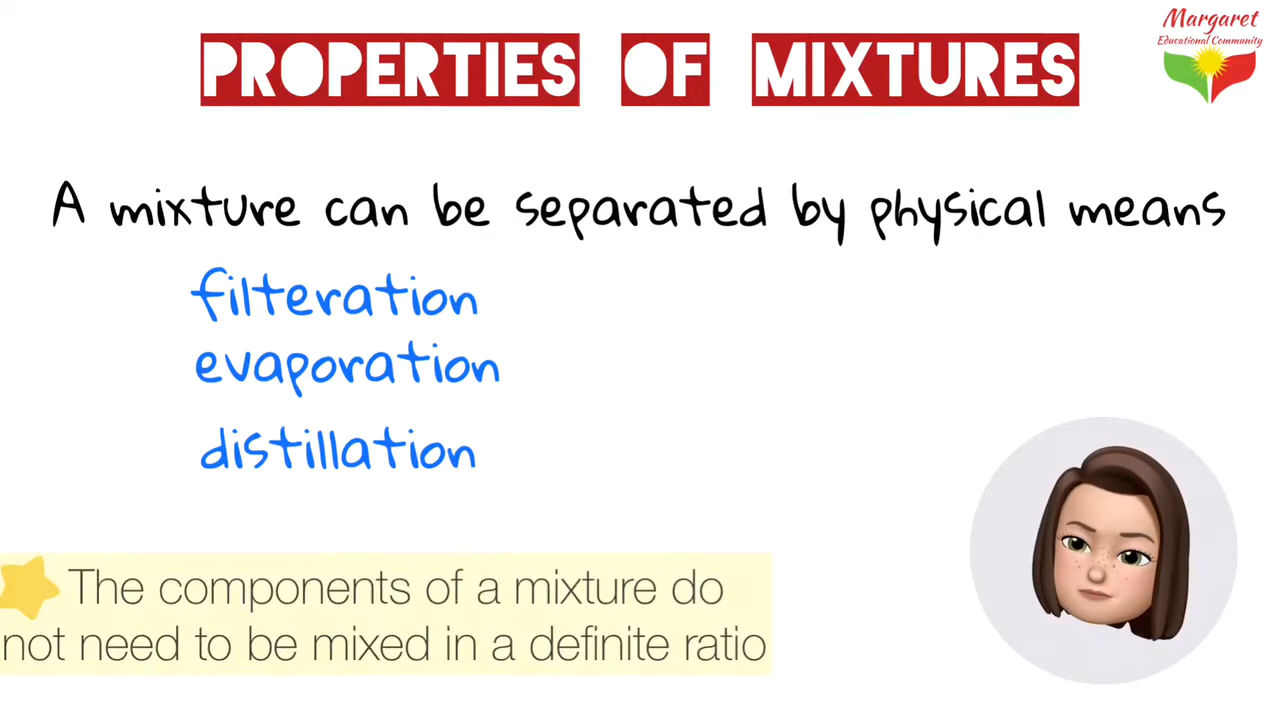 Margaret
Educational Community
PROPERTIES OF MIXTURES
A mixture can be separated by physical means
filteration
evaporation
distillation
The components of a mixture do
not need to be mixed in a definite ratio